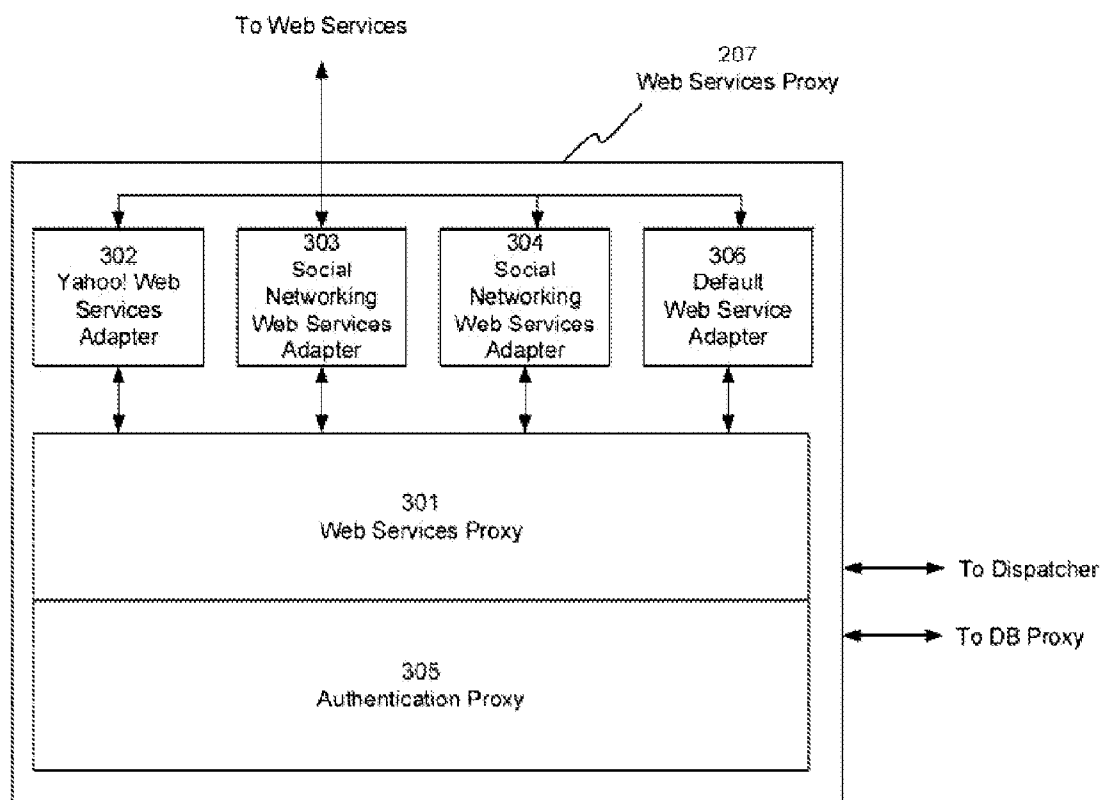 To Web Services
207
Web Services Proxy
302
Yahoo! Web
Services
Adapter
303
Social
Networking
Web Services
Adapter
304
Social
Networking
Web Services
Adapter
306
Default
Web Service
Adapter
301
Web Services Proxy
To Dispatcher
To DB Proxy
305
Authentication Proxy